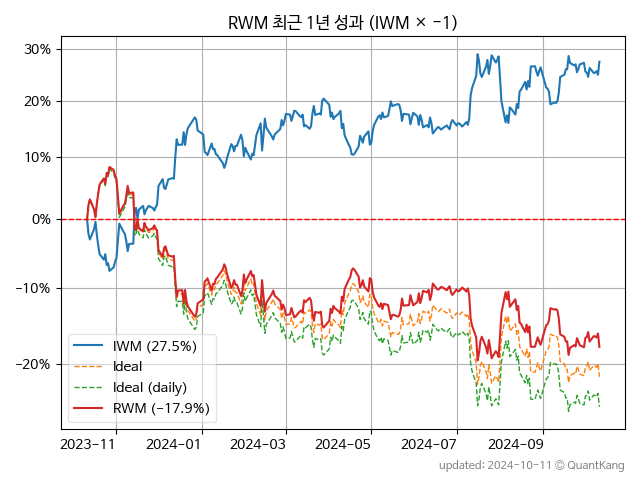 RWM 최근 1년 성과 (IWM × −1)
30%
20%
10%
0%
−10%
−20%
IWM (27.5%)
Ideal
Ideal (daily)
RWM (−17.9%)
2023-11 2024-01 2024-03 2024-05 2024-07 2024-09
updated: 2024-10-11 © QuantKang